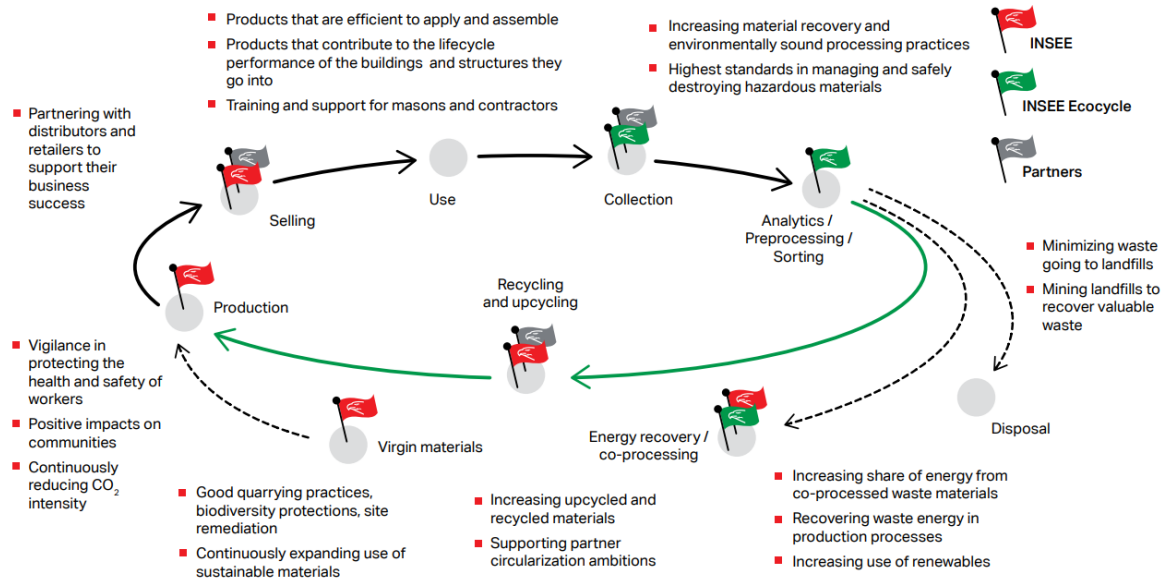 Products that are efficient to apply and assemble
Products that contribute to the lifecycle
performance of the buildings and structures they
go into
Training and support for masons and contractors
Increasing material recovery and
environmentally sound processing practices
Highest standards in managing and safely
destroying hazardous materials
INSEE
INSEE Ecocycle
Partners
Partnering with
distributors and
retailers to
support their
business
success
Selling
Use
Collection
Analytics /
Preprocessing /
Sorting
Minimizing waste
going to landfills
Mining landfills to
recover valuable
waste
Production
Recycling
and upcycling
Vigilance in
protecting the
health and safety of
workers
Positive impacts on
communities
Continuously
reducing CO₂
intensity
Virgin materials
Energy recovery /
co-processing
Disposal
Good quarrying practices,
biodiversity protections, site
remediation
Continuously expanding use of
sustainable materials
Increasing upcycled and
recycled materials
Supporting partner
circularization ambitions
Increasing share of energy from
co-processed waste materials
Recovering waste energy in
production processes
Increasing use of renewables